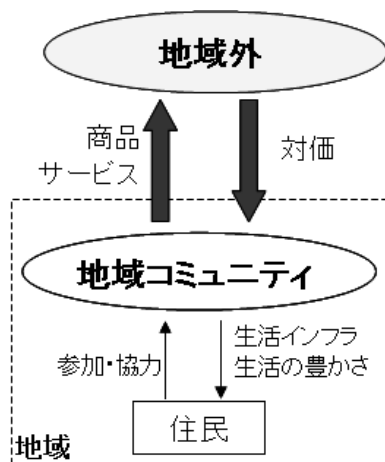 地域外
商品
サービス
対価
地域コミュニティ
参加・協力
生活インフラ
生活の豊かさ
住民
地域